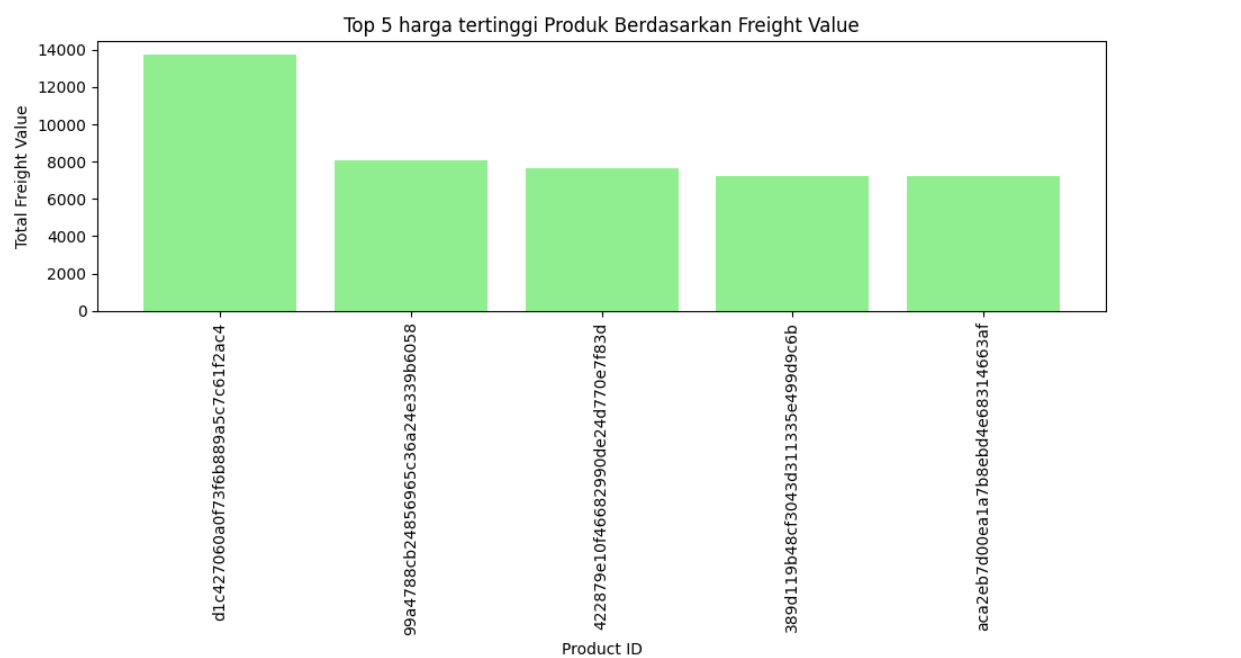 Top 5 harga tertinggi Produk Berdasarkan Freight Value
Total Freight Value
14000
12000
10000
8000
6000
4000
2000
0
d1c427060a0f73f6b889a5c7c61f2ac4
99a4788cb24856965c36a24e339b6058
422879e10f46682990de24d770e7f83d
389d119b48cf3043d311335e499d9c6b
aca2eb7d00ea1a7b8ebd4e68314663af
Product ID